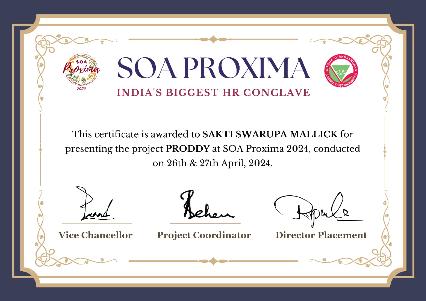 SOA
Proxima
2024
SOA PROXIMA
INDIA'S BIGGEST HR CONCLAVE
This certificate is awarded to SAKTI SWARUPA MALLICK for
presenting the project PRODDY at SOA Proxima 2024, conducted
on 26th & 27th April, 2024.
Vice Chancellor Project Coordinator Director Placement